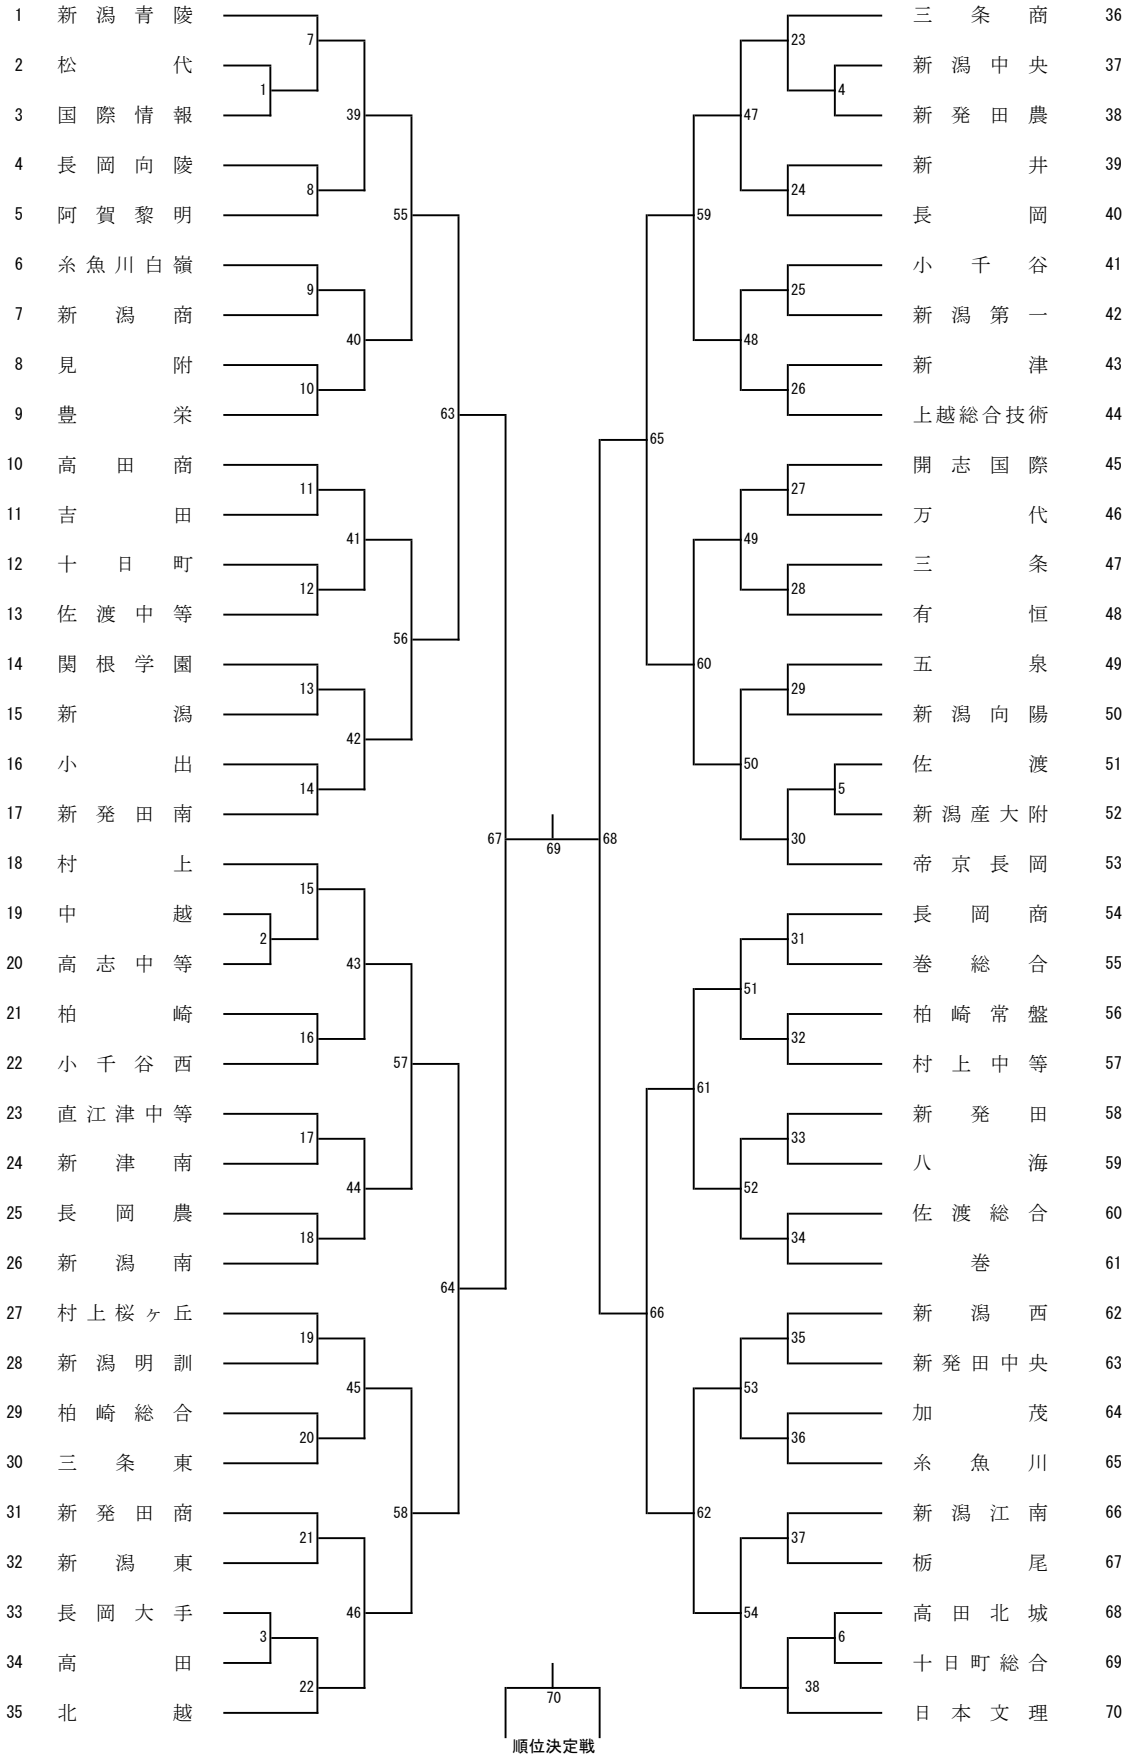 1 新潟青陵
2 松代
3 国際情報
4 長岡向陵
5 阿賀黎明
6 糸魚川白嶺
7 新潟商
8 見附
9 豊栄
10 高田商
11 吉田
12 十日町
13 佐渡中等
14 関根学園
15 新潟
16 小出
17 新発田南
18 村上
19 中越
20 高志中等
21 柏崎
22 小千谷西
23 直江津中等
24 新津南
25 長岡農
26 新潟南
27 村上桜ヶ丘
28 新潟明訓
29 柏崎総合
30 三条東
31 新発田商
32 新潟東
33 長岡大手
34 高田
35 北越
1
2
3
7
8
9
10
11
12
13
14
15
16
17
18
19
20
21
22
39
40
41
42
43
44
45
46
55
56
57
58
63
64
67
69
68
65
66
59
60
61
62
47
48
49
50
51
52
53
54
23
24
25
26
27
28
29
30
31
32
33
34
35
36
37
38
4
5
6
三条商 36
新潟中央 37
新発田農 38
新井 39
長岡 40
小千谷 41
新潟第一 42
新津 43
上越総合技術 44
開志国際 45
万代 46
三条 47
有恒 48
五泉 49
新潟向陽 50
佐渡 51
新潟産大附 52
帝京長岡 53
長岡商 54
巻総合 55
柏崎常盤 56
村上中等 57
新発田 58
八海 59
佐渡総合 60
巻 61
新潟西 62
新発田中央 63
加茂 64
糸魚川 65
新潟江南 66
栃尾 67
高田北城 68
十日町総合 69
日本文理 70
70
順位決定戦